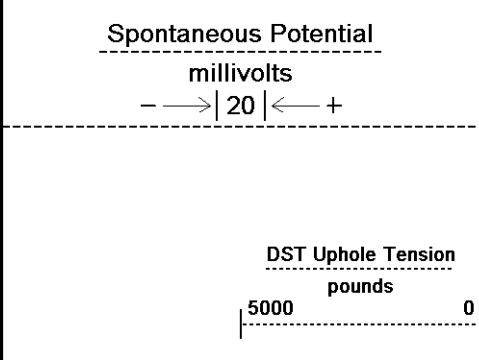 Spontaneous Potential
millivolts
− ⟶| 20 |⟵ +
DST Uphole Tension
pounds
5000 0